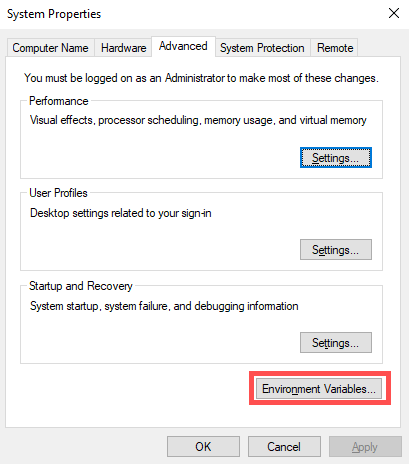 System Properties
Computer Name Hardware Advanced System Protection Remote
You must be logged on as an Administrator to make most of these changes.
Performance
Visual effects, processor scheduling, memory usage, and virtual memory
Settings...
User Profiles
Desktop settings related to your sign-in
Settings...
Startup and Recovery
System startup, system failure, and debugging information
Settings...
Environment Variables...
OK Cancel Apply